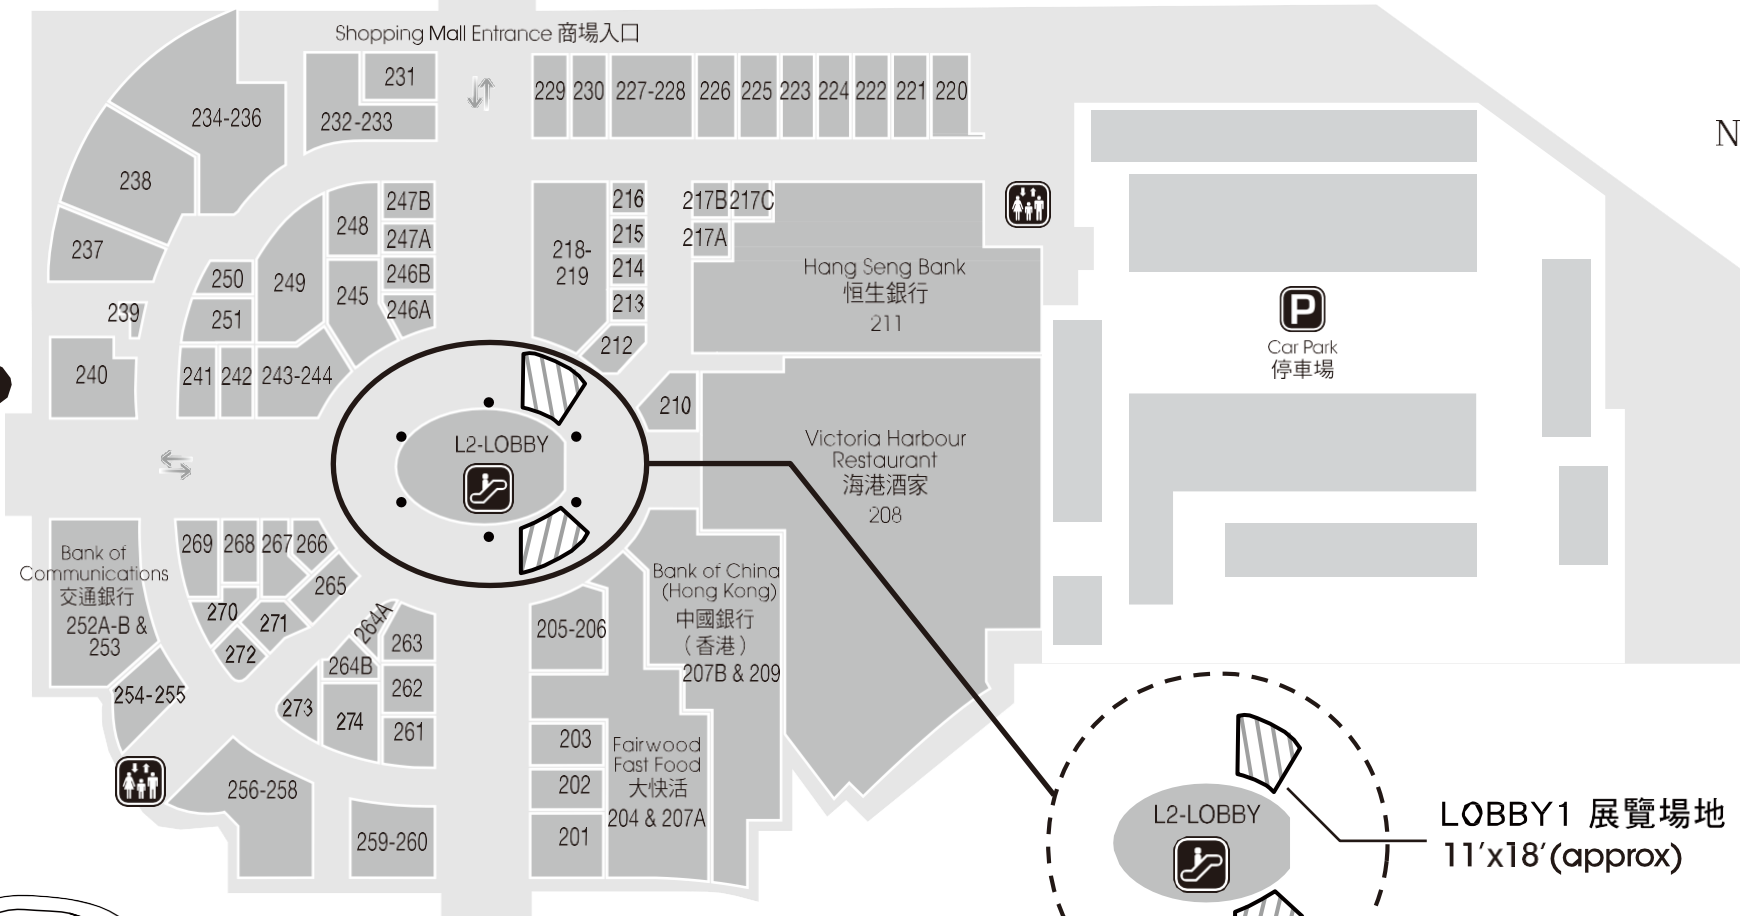 Shopping Mall Entrance 商場入口
231
232-233
234-236
229 230 227-228 226 225 223 224 222 221 220
N
238
237
247B
248
247A
246B
246A
245
249
250
251
239
240
241 242 243-244
216
215
214
213
212
218-
219
217B 217C
217A
Hang Seng Bank
恒生銀行
211
P
Car Park
停車場
210
L2-LOBBY
Victoria Harbour
Restaurant
海港酒家
208
Bank of
Communications
交通銀行
252A-B &
253
269 268 267 266
265
270
271
272
264A
263
264B
262
273
274
261
254-255
256-258
259-260
205-206
Bank of China
(Hong Kong)
中國銀行
（香港）
207B & 209
203
202
201
Fairwood
Fast Food
大快活
204 & 207A
L2-LOBBY
LOBBY1 展覽場地
11'x18'(approx)